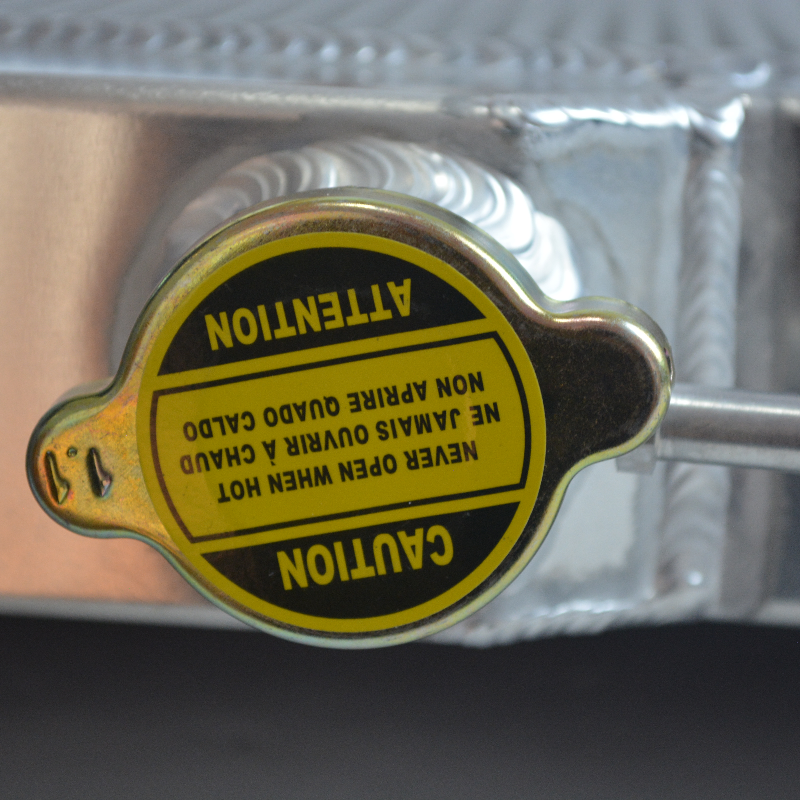 CAUTION
NEVER OPEN WHEN HOT
NE JAMAIS OUVRIR À CHAUD
NON APRIRE QUADO CALDO
ATTENTION